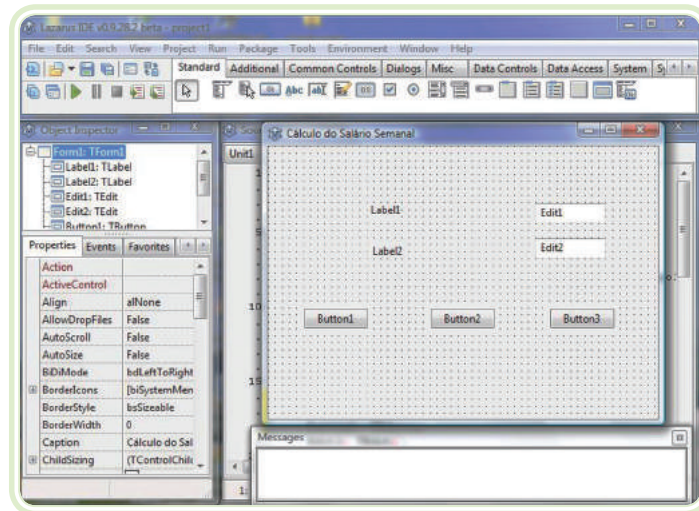 Lazarus IDE v0.9.28.2 beta - project1
File Edit Search View Project Run Package Tools Environment Window Help
Standard Additional Common Controls Dialogs Misc Data Controls Data Access System
Abc
Object Inspector
Form1: TForm1
Label1: TLabel
Label2: TLabel
Edit1: TEdit
Edit2: TEdit
Button1: TButton
Properties Events Favorites
Action
ActiveControl
Align alNone
AllowDropFiles False
AutoScroll False
AutoSize False
BiDiMode bdLeftToRight
BorderIcons [biSystemMen
BorderStyle bsSizeable
BorderWidth 0
Caption Cálculo do Sal
ChildSizing (TControlChil
Unit1
10
15
Cálculo do Salário Semanal
Label1 Edit1
Label2 Edit2
Button1 Button2 Button3
Messages